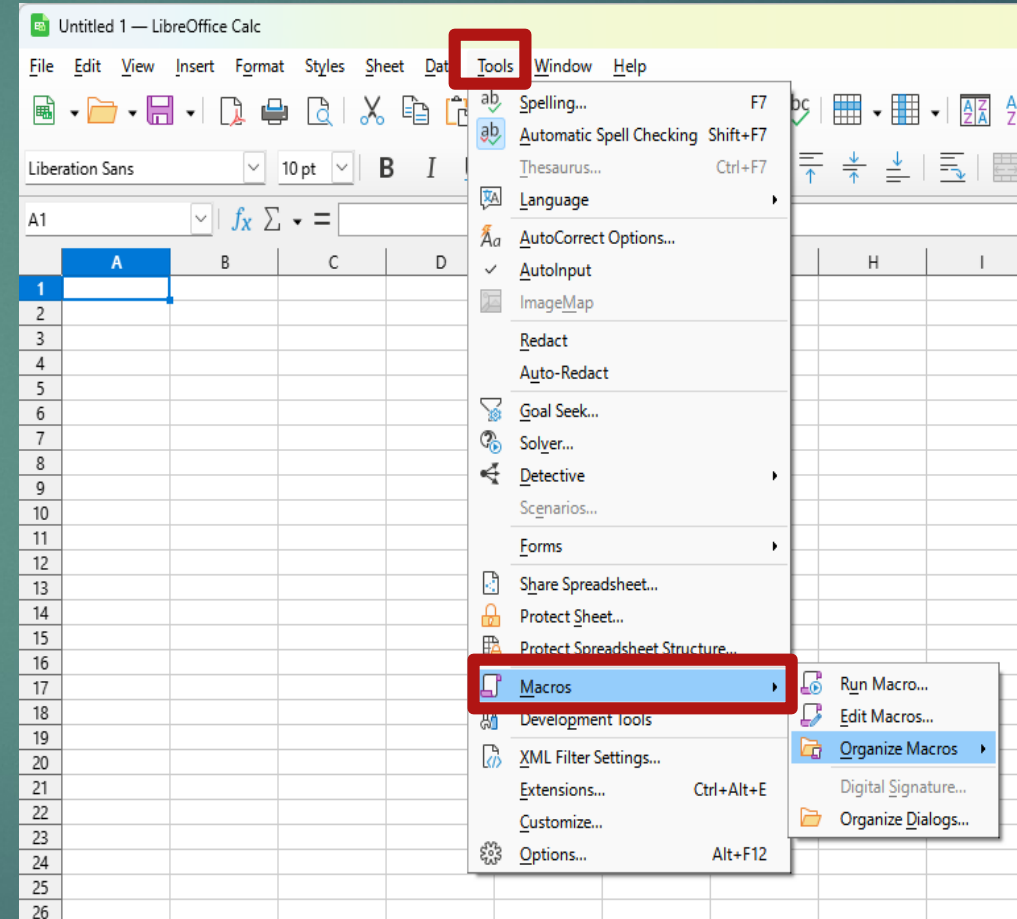 Untitled 1 — LibreOffice Calc
File Edit View Insert Format Styles Sheet Dat Tools Window Help
Liberation Sans 10 pt B I
A1 fx Σ =
A B C D H I
1
2
3
4
5
6
7
8
9
10
11
12
13
14
15
16
17
18
19
20
21
22
23
24
25
26
Spelling... F7
Automatic Spell Checking Shift+F7
Thesaurus... Ctrl+F7
Language
AutoCorrect Options...
AutoInput
ImageMap
Redact
Auto-Redact
Goal Seek...
Solver...
Detective
Scenarios...
Forms
Share Spreadsheet...
Protect Sheet...
Protect Spreadsheet Structure...
Macros
Development Tools
XML Filter Settings...
Extensions... Ctrl+Alt+E
Customize...
Options... Alt+F12
Run Macro...
Edit Macros...
Organize Macros
Digital Signature...
Organize Dialogs...